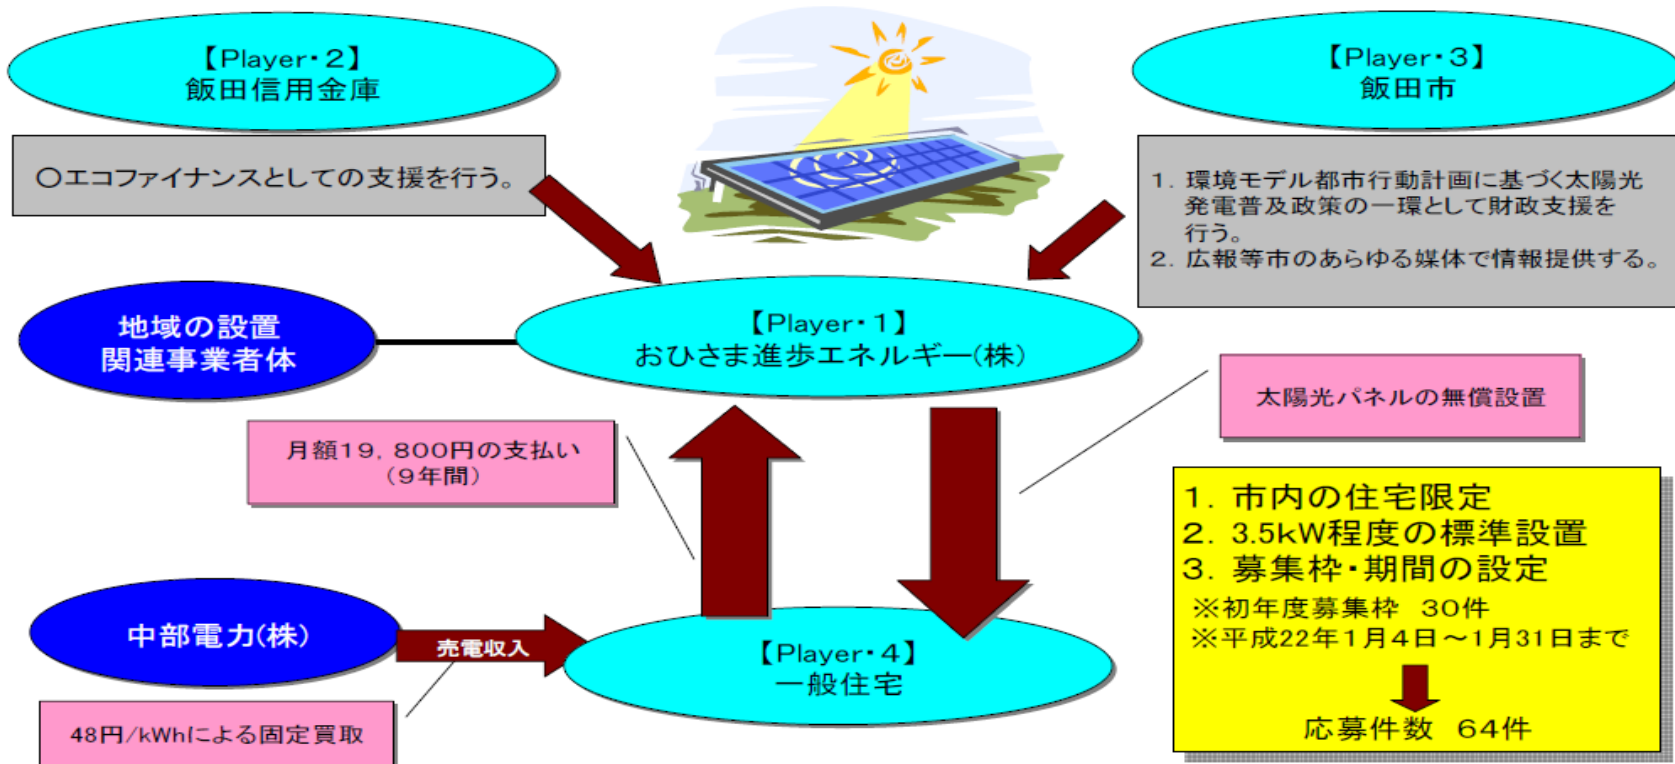 【Player・2】
飯田信用金庫
【Player・3】
飯田市
○エコファイナンスとしての支援を行う。
1. 環境モデル都市行動計画に基づく太陽光
発電普及政策の一環として財政支援を
行う。
2. 広報等市のあらゆる媒体で情報提供する。
地域の設置
関連事業者体
【Player・1】
おひさま進歩エネルギー(株)
太陽光パネルの無償設置
月額19,800円の支払い
(9年間)
1. 市内の住宅限定
2. 3.5kW程度の標準設置
3. 募集枠・期間の設定
※初年度募集枠 30件
※平成22年1月4日～1月31日まで
応募件数 64件
中部電力(株)
売電収入
【Player・4】
一般住宅
48円/kWhによる固定買取